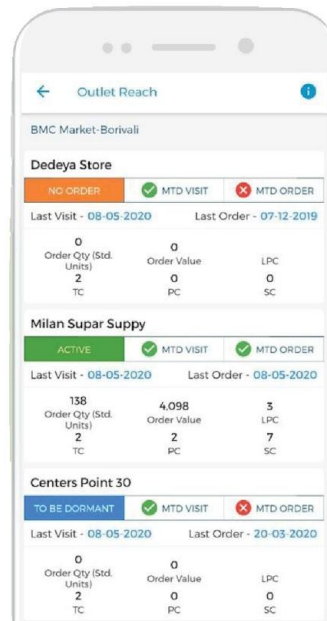 Outlet Reach
BMC Market-Borivali
Dedeya Store
NO ORDER MTD VISIT MTD ORDER
Last Visit - 08-05-2020 Last Order - 07-12-2019
0 0
Order Qty (Std. Units) Order Value LPC
2 0 0
TC PC SC
Milan Supar Suppy
ACTIVE MTD VISIT MTD ORDER
Last Visit - 08-05-2020 Last Order - 08-05-2020
138 4,098 3
Order Qty (Std. Units) Order Value LPC
2 2 7
TC PC SC
Centers Point 30
TO BE DORMANT MTD VISIT MTD ORDER
Last Visit - 08-05-2020 Last Order - 20-03-2020
0 0
Order Qty (Std. Units) Order Value LPC
2 0 0
TC PC SC